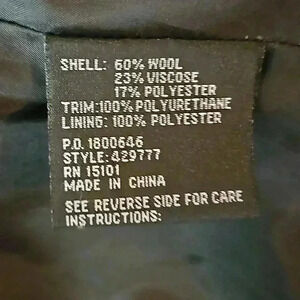 SHELL: 60% WOOL
23% VISCOSE
17% POLYESTER
TRIM:100% POLYURETHANE
LINING: 100% POLYESTER
P.O. 1800646
STYLE: 429777
RN 15101
MADE IN CHINA
SEE REVERSE SIDE FOR CARE
INSTRUCTIONS: